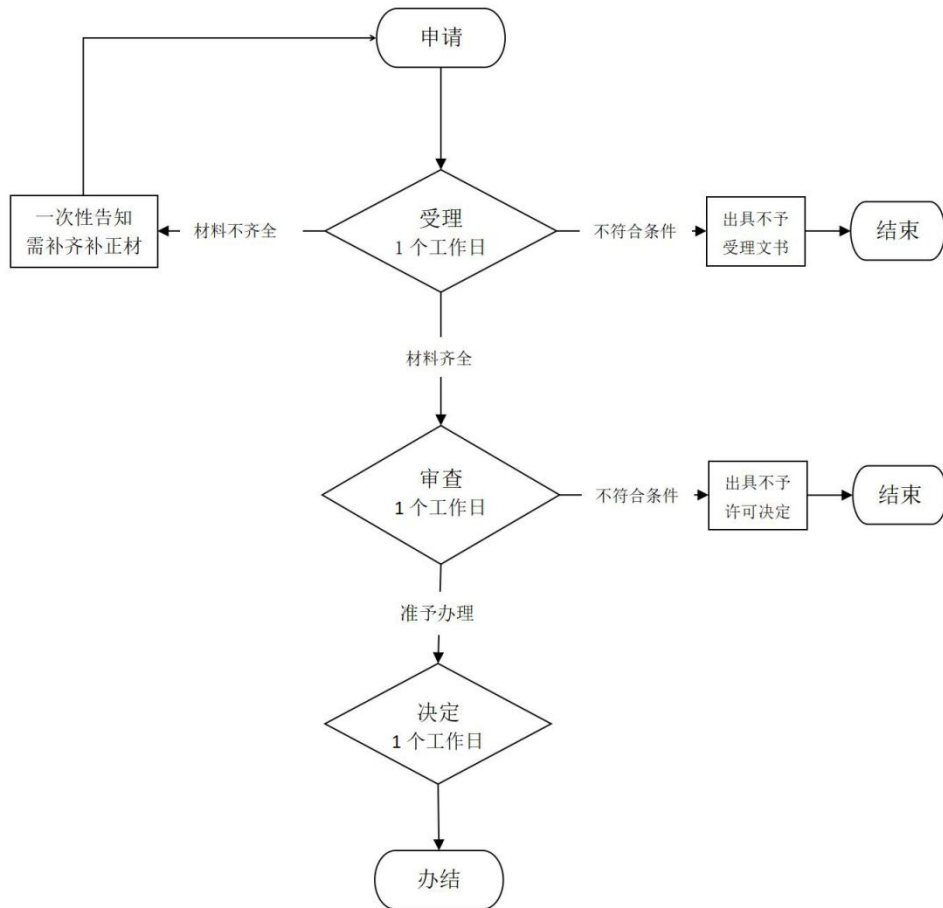 申请
一次性告知
需补齐补正材
材料不齐全
受理
1 个工作日
不符合条件
出具不予
受理文书
结束
材料齐全
审查
1 个工作日
不符合条件
出具不予
许可决定
结束
准予办理
决定
1 个工作日
办结